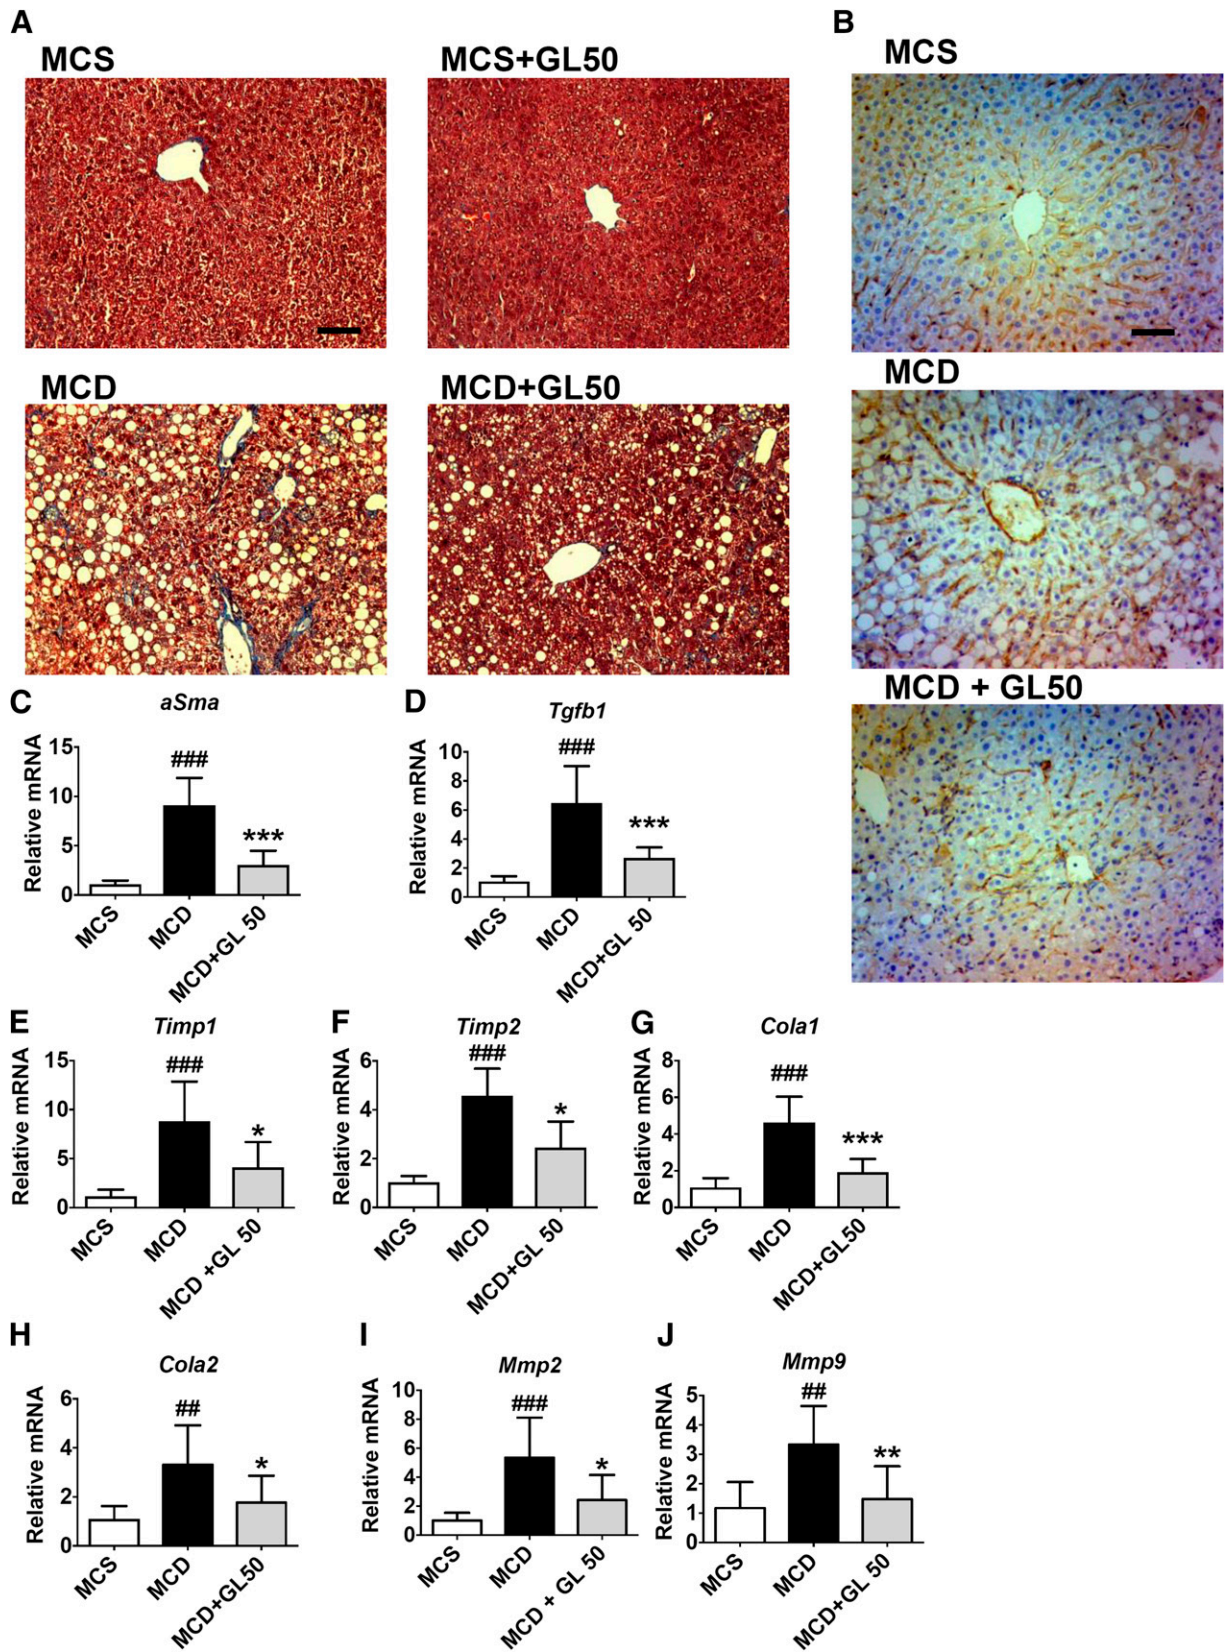 A
MCS
MCS+GL50
MCD
MCD+GL50
B
MCS
MCD
MCD + GL50
C
aSma
Relative mRNA
15
10
5
0
###
***
MCS
MCD
MCD+GL 50
D
Tgfb1
Relative mRNA
10
8
6
4
2
0
###
***
MCS
MCD
MCD+GL 50
E
Timp1
Relative mRNA
15
10
5
0
###
*
MCS
MCD
MCD +GL 50
F
Timp2
Relative mRNA
6
4
2
0
###
*
MCS
MCD
MCD+GL 50
G
Cola1
Relative mRNA
8
6
4
2
0
###
***
MCS
MCD
MCD+GL50
H
Cola2
Relative mRNA
6
4
2
0
##
*
MCS
MCD
MCD+GL50
I
Mmp2
Relative mRNA
10
8
6
4
2
0
###
*
MCS
MCD
MCD + GL 50
J
Mmp9
Relative mRNA
5
4
3
2
1
0
##
**
MCS
MCD
MCD+GL 50